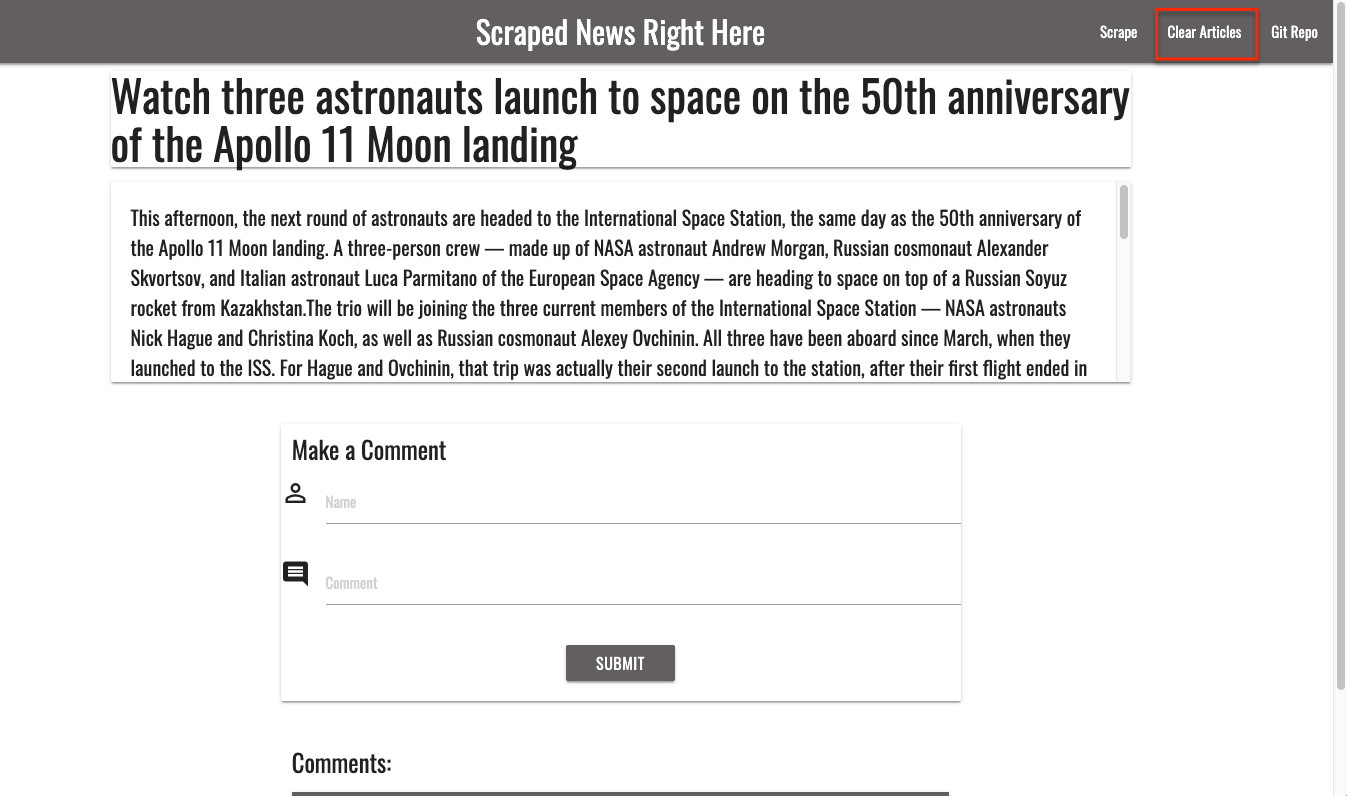 Scraped News Right Here
Scrape
Clear Articles
Git Repo
Watch three astronauts launch to space on the 50th anniversary
of the Apollo 11 Moon landing
This afternoon, the next round of astronauts are headed to the International Space Station, the same day as the 50th anniversary of
the Apollo 11 Moon landing. A three-person crew — made up of NASA astronaut Andrew Morgan, Russian cosmonaut Alexander
Skvortsov, and Italian astronaut Luca Parmitano of the European Space Agency — are heading to space on top of a Russian Soyuz
rocket from Kazakhstan.The trio will be joining the three current members of the International Space Station — NASA astronauts
Nick Hague and Christina Koch, as well as Russian cosmonaut Alexey Ovchinin. All three have been aboard since March, when they
launched to the ISS. For Hague and Ovchinin, that trip was actually their second launch to the station, after their first flight ended in
Make a Comment
Name
Comment
SUBMIT
Comments: